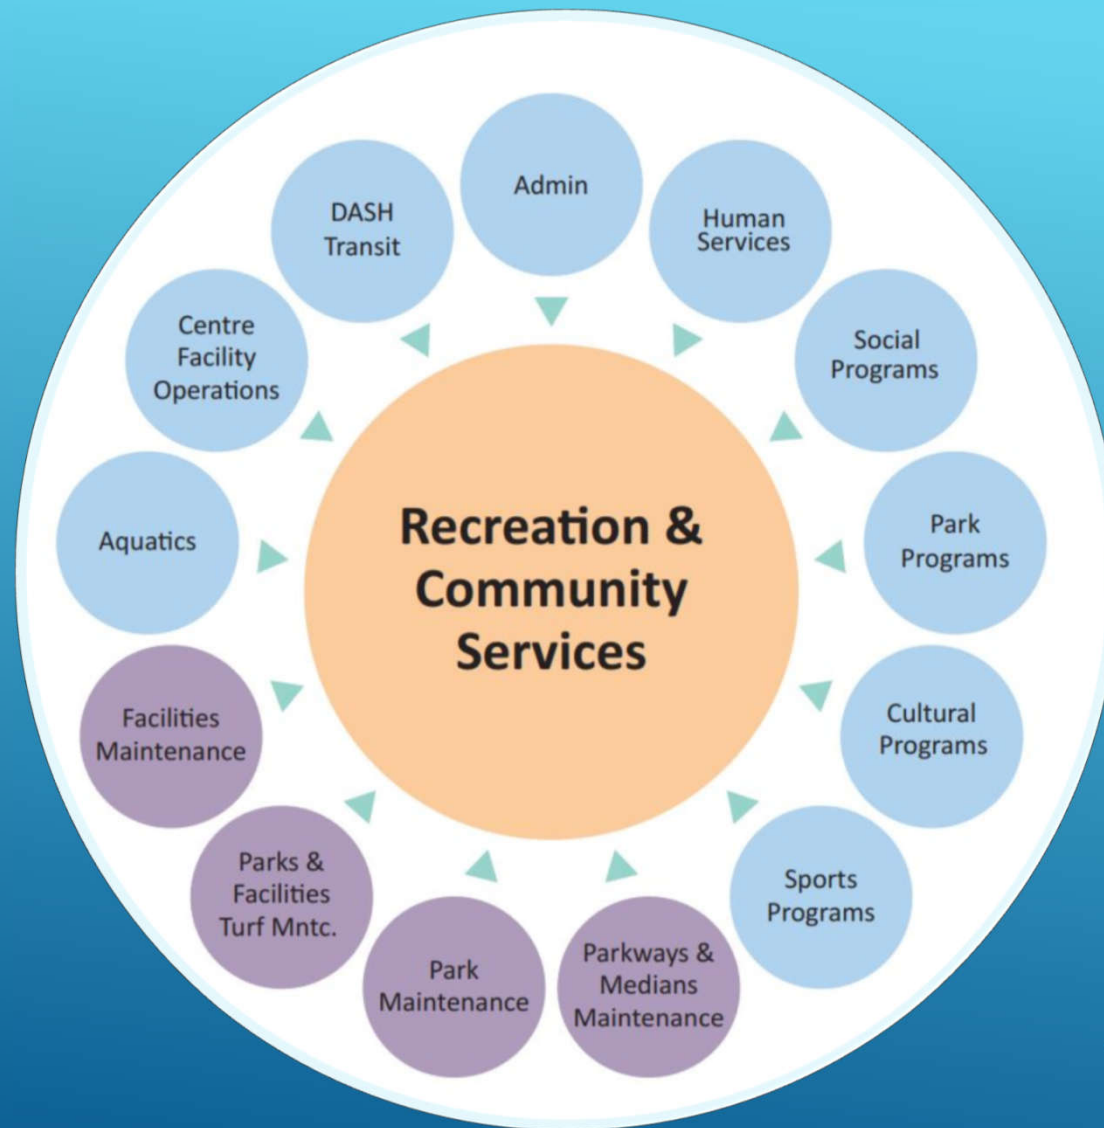 Admin
Human
Services
Social
Programs
Park
Programs
Cultural
Programs
Sports
Programs
Parkways &
Medians
Maintenance
Park
Maintenance
Parks &
Facilities
Turf Mntc.
Facilities
Maintenance
Aquatics
Centre
Facility
Operations
DASH
Transit
Recreation &
Community
Services